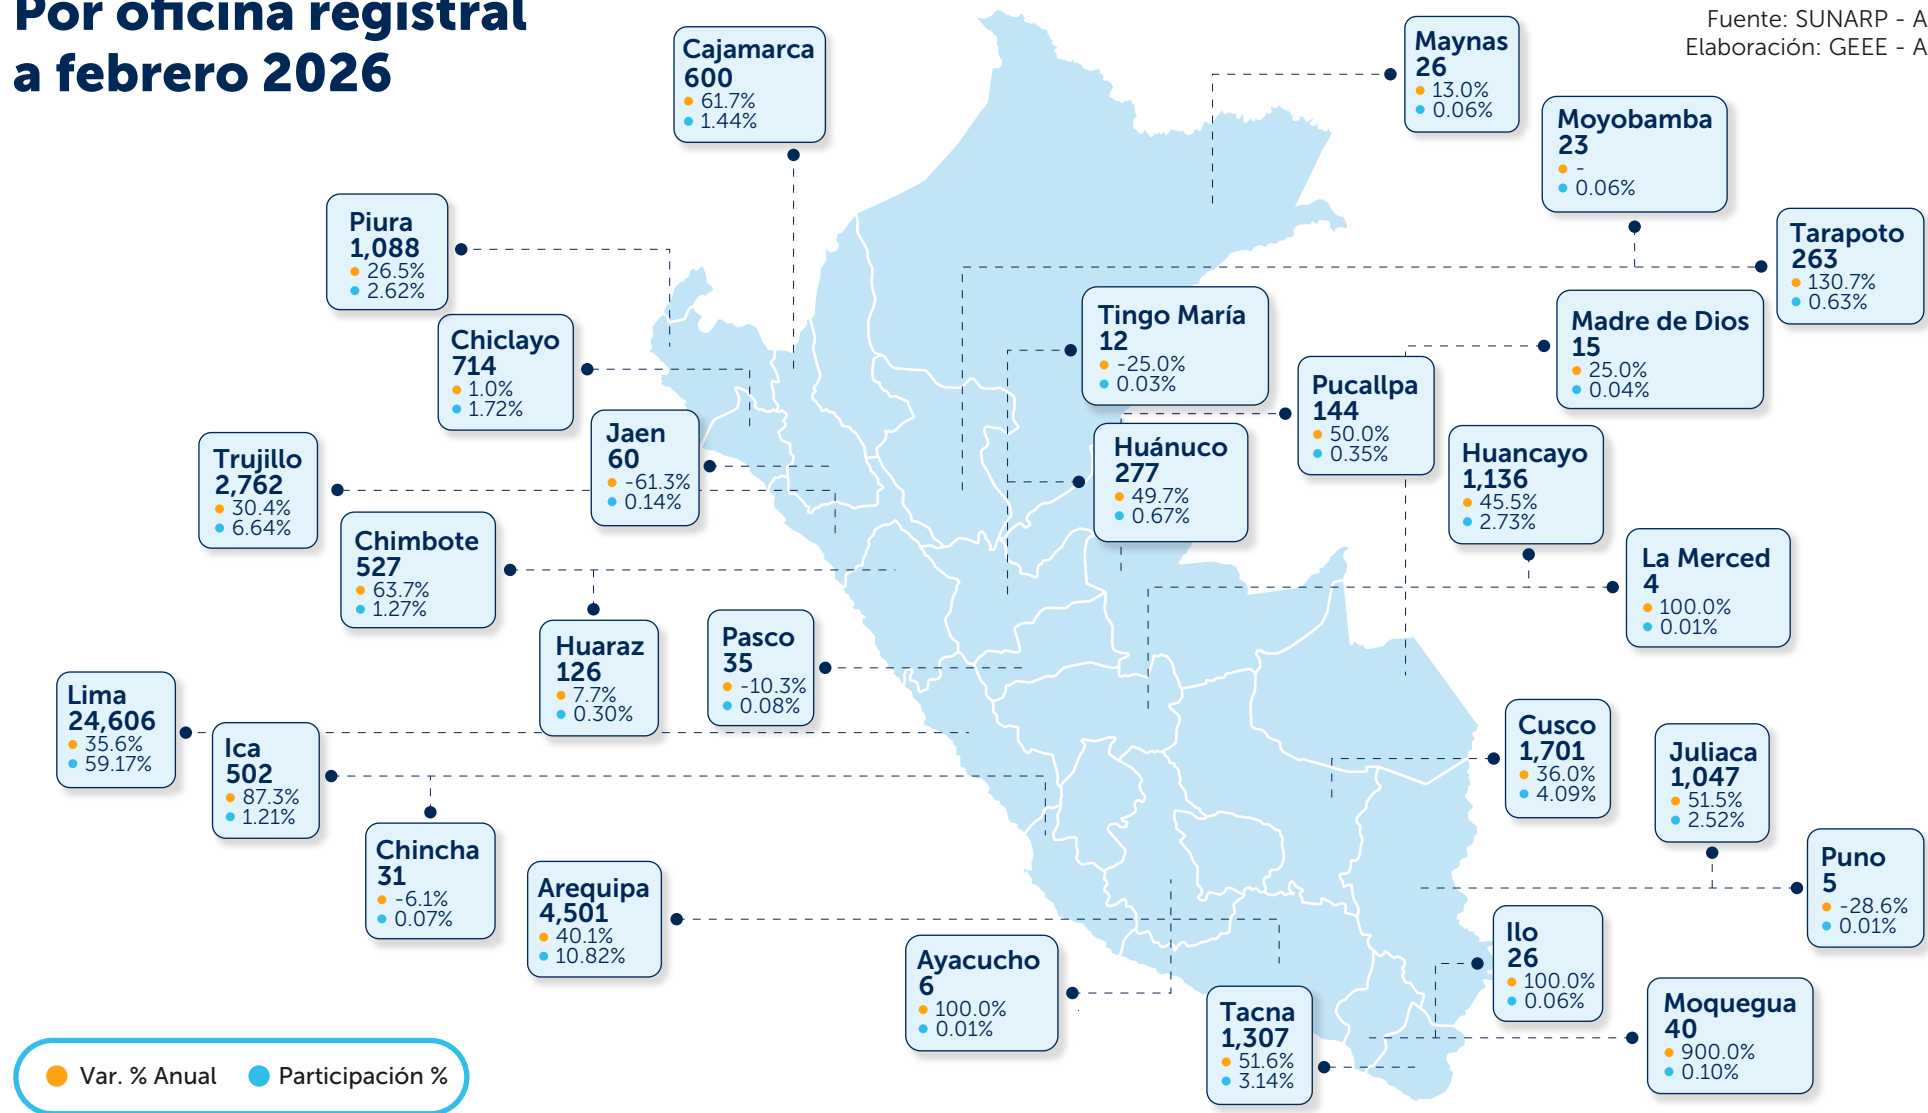 Por oficina registral
a febrero 2026
Fuente: SUNARP - A
Elaboración: GEEE - A
Cajamarca
600
61.7%
1.44%
Maynas
26
13.0%
0.06%
Moyobamba
23
-
0.06%
Piura
1,088
26.5%
2.62%
Tarapoto
263
130.7%
0.63%
Tingo María
12
-25.0%
0.03%
Madre de Dios
15
25.0%
0.04%
Chiclayo
714
1.0%
1.72%
Pucallpa
144
50.0%
0.35%
Jaen
60
-61.3%
0.14%
Huánuco
277
49.7%
0.67%
Huancayo
1,136
45.5%
2.73%
Trujillo
2,762
30.4%
6.64%
Chimbote
527
63.7%
1.27%
La Merced
4
100.0%
0.01%
Huaraz
126
7.7%
0.30%
Pasco
35
-10.3%
0.08%
Lima
24,606
35.6%
59.17%
Ica
502
87.3%
1.21%
Cusco
1,701
36.0%
4.09%
Juliaca
1,047
51.5%
2.52%
Chincha
31
-6.1%
0.07%
Puno
5
-28.6%
0.01%
Arequipa
4,501
40.1%
10.82%
Ayacucho
6
100.0%
0.01%
Ilo
26
100.0%
0.06%
Tacna
1,307
51.6%
3.14%
Moquegua
40
900.0%
0.10%
Var. % Anual
Participación %